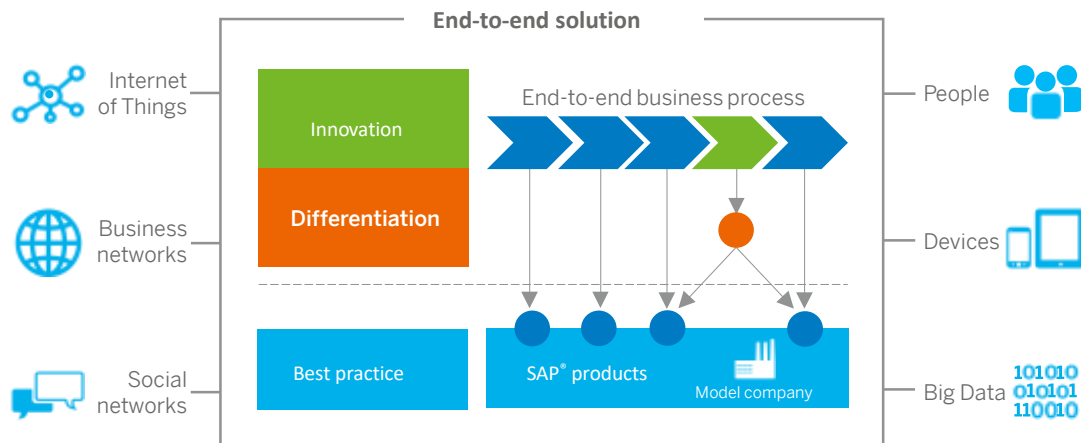 End-to-end solution
Internet
of Things
Business
networks
Social
networks
Innovation
Differentiation
Best practice
End-to-end business process
SAP® products
Model company
People
Devices
Big Data
101010
010101
110010